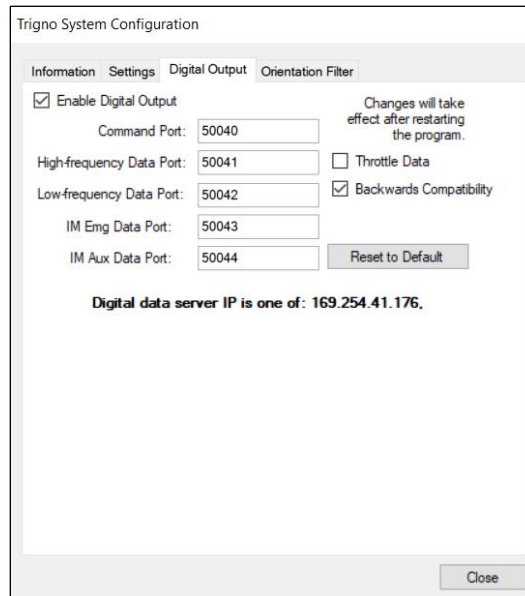 Trigno System Configuration
Information Settings Digital Output Orientation Filter
Enable Digital Output
Changes will take
effect after restarting
the program.
Command Port: 50040
High-frequency Data Port: 50041
Throttle Data
Low-frequency Data Port: 50042
Backwards Compatibility
IM Emg Data Port: 50043
IM Aux Data Port: 50044
Reset to Default
Digital data server IP is one of: 169.254.41.176,
Close